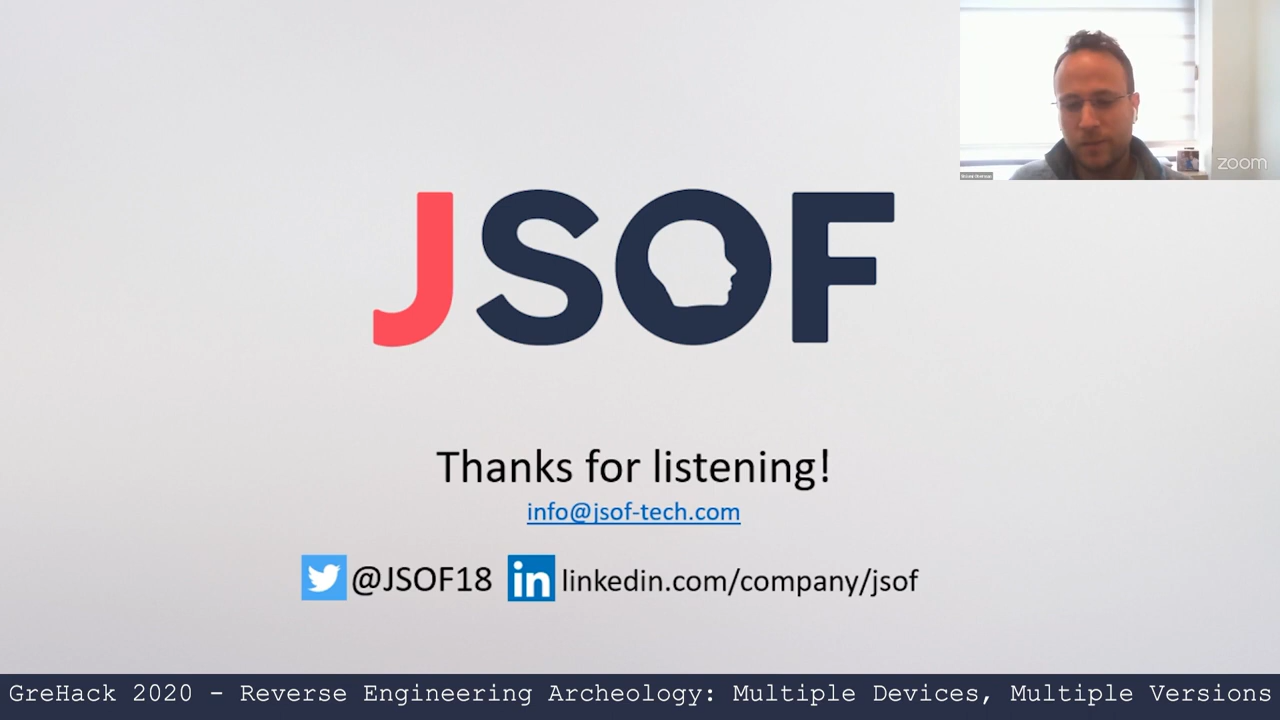 zoom
JSOF
Thanks for listening!
info@jsof-tech.com
@JSOF18 linkedin.com/company/jsof
GreHack 2020 - Reverse Engineering Archeology: Multiple Devices, Multiple Versions